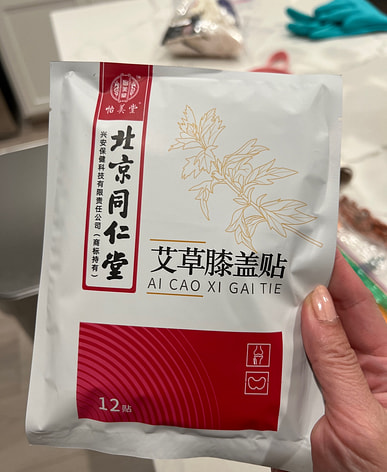 怡美堂
北京同仁堂
兴安保健科技有限责任公司（商标持有）
艾草膝盖贴
AI CAO XI GAI TIE
12贴